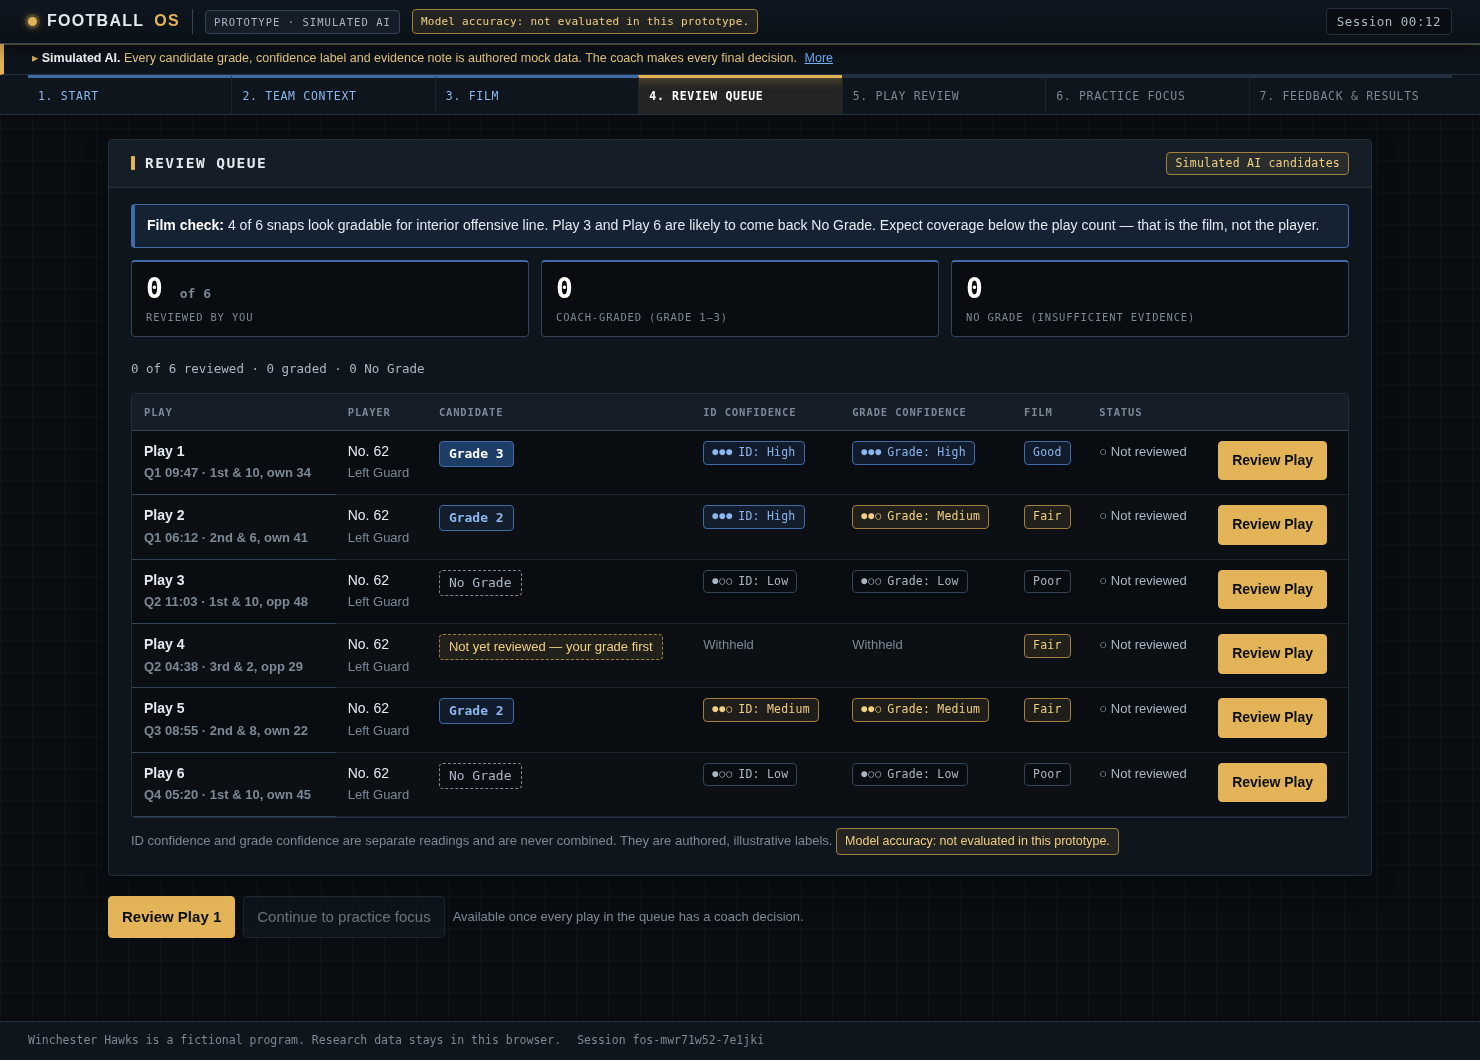 FOOTBALL OS
PROTOTYPE · SIMULATED AI
Model accuracy: not evaluated in this prototype.
Session 00:12
▸ Simulated AI. Every candidate grade, confidence label and evidence note is authored mock data. The coach makes every final decision. More
1. START
2. TEAM CONTEXT
3. FILM
4. REVIEW QUEUE
5. PLAY REVIEW
6. PRACTICE FOCUS
7. FEEDBACK & RESULTS
REVIEW QUEUE
Simulated AI candidates
Film check: 4 of 6 snaps look gradable for interior offensive line. Play 3 and Play 6 are likely to come back No Grade. Expect coverage below the play count — that is the film, not the player.
0 of 6
REVIEWED BY YOU
0
COACH-GRADED (GRADE 1–3)
0
NO GRADE (INSUFFICIENT EVIDENCE)
0 of 6 reviewed · 0 graded · 0 No Grade
PLAY PLAYER CANDIDATE ID CONFIDENCE GRADE CONFIDENCE FILM STATUS
Play 1 No. 62 Grade 3 ●●● ID: High ●●● Grade: High Good ○ Not reviewed Review Play
Q1 09:47 · 1st & 10, own 34 Left Guard
Play 2 No. 62 Grade 2 ●●● ID: High ●●○ Grade: Medium Fair ○ Not reviewed Review Play
Q1 06:12 · 2nd & 6, own 41 Left Guard
Play 3 No. 62 No Grade ●○○ ID: Low ●○○ Grade: Low Poor ○ Not reviewed Review Play
Q2 11:03 · 1st & 10, opp 48 Left Guard
Play 4 No. 62 Not yet reviewed — your grade first Withheld Withheld Fair ○ Not reviewed Review Play
Q2 04:38 · 3rd & 2, opp 29 Left Guard
Play 5 No. 62 Grade 2 ●●○ ID: Medium ●●○ Grade: Medium Fair ○ Not reviewed Review Play
Q3 08:55 · 2nd & 8, own 22 Left Guard
Play 6 No. 62 No Grade ●○○ ID: Low ●○○ Grade: Low Poor ○ Not reviewed Review Play
Q4 05:20 · 1st & 10, own 45 Left Guard
ID confidence and grade confidence are separate readings and are never combined. They are authored, illustrative labels. Model accuracy: not evaluated in this prototype.
Review Play 1 Continue to practice focus Available once every play in the queue has a coach decision.
Winchester Hawks is a fictional program. Research data stays in this browser. Session fos-mwr71w52-7e1jki